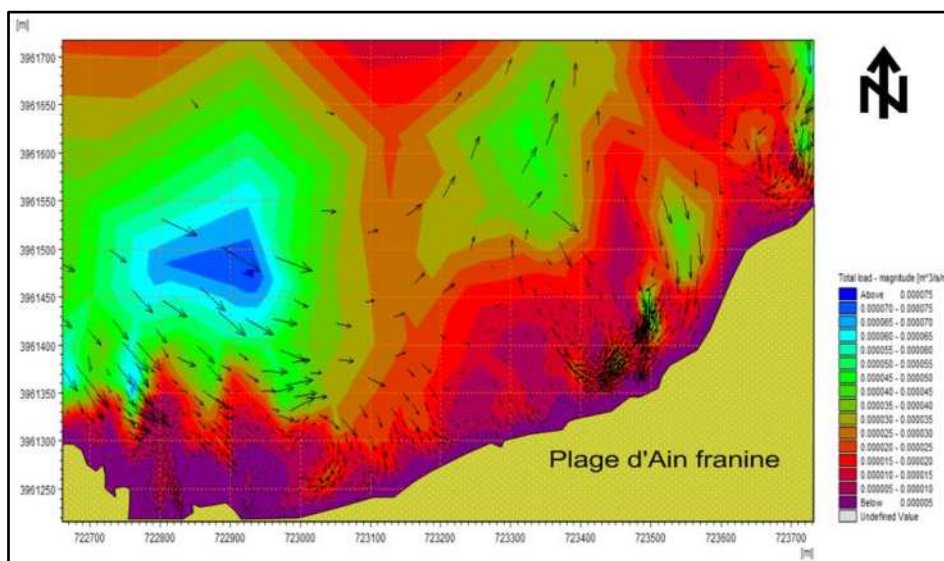 [m]
3961700
3961650
3961600
3961550
3961500
3961450
3961400
3961350
3961300
3961250
722700 722800 722900 723000 723100 723200 723300 723400 723500 723600 723700
[m]
N
Plage d'Ain franine
Total load - magnitude [m^3/s/m
Above 0.000075
0.000070 - 0.000075
0.000065 - 0.000070
0.000060 - 0.000065
0.000055 - 0.000060
0.000050 - 0.000055
0.000045 - 0.000050
0.000040 - 0.000045
0.000035 - 0.000040
0.000030 - 0.000035
0.000025 - 0.000030
0.000020 - 0.000025
0.000015 - 0.000020
0.000010 - 0.000015
0.000005 - 0.000010
Below 0.000005
Undefined Value